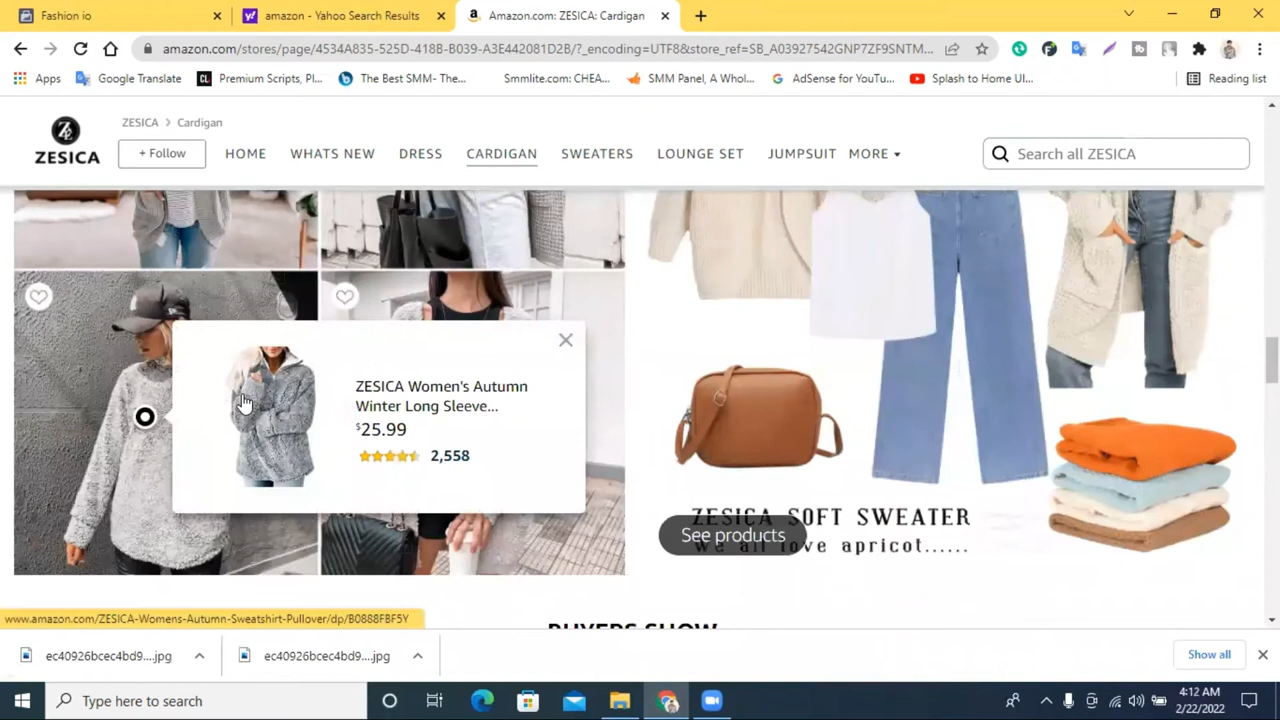 Fashion io
amazon - Yahoo Search Results
Amazon.com: ZESICA: Cardigan
amazon.com/stores/page/4534A835-525D-418B-B039-A3E442081D2B/?_encoding=UTF8&store_ref=SB_A03927542GNP7ZF9SNTM...
Apps
Google Translate
Premium Scripts, Pl...
The Best SMM- The...
Smmlite.com: CHEA...
SMM Panel, A Whol...
AdSense for YouTu...
Splash to Home UI...
Reading list
ZESICA > Cardigan
ZESICA
+ Follow
HOME
WHATS NEW
DRESS
CARDIGAN
SWEATERS
LOUNGE SET
JUMPSUIT
MORE
Search all ZESICA
ZESICA Women's Autumn
Winter Long Sleeve...
$25.99
2,558
ZESICA SOFT SWEATER
See products
we all love apricot......
BUYERS SHOW
www.amazon.com/ZESICA-Womens-Autumn-Sweatshirt-Pullover/dp/B0888FBF5Y
ec40926bcec4bd9....jpg
ec40926bcec4bd9....jpg
Show all
Type here to search
4:12 AM
2/22/2022